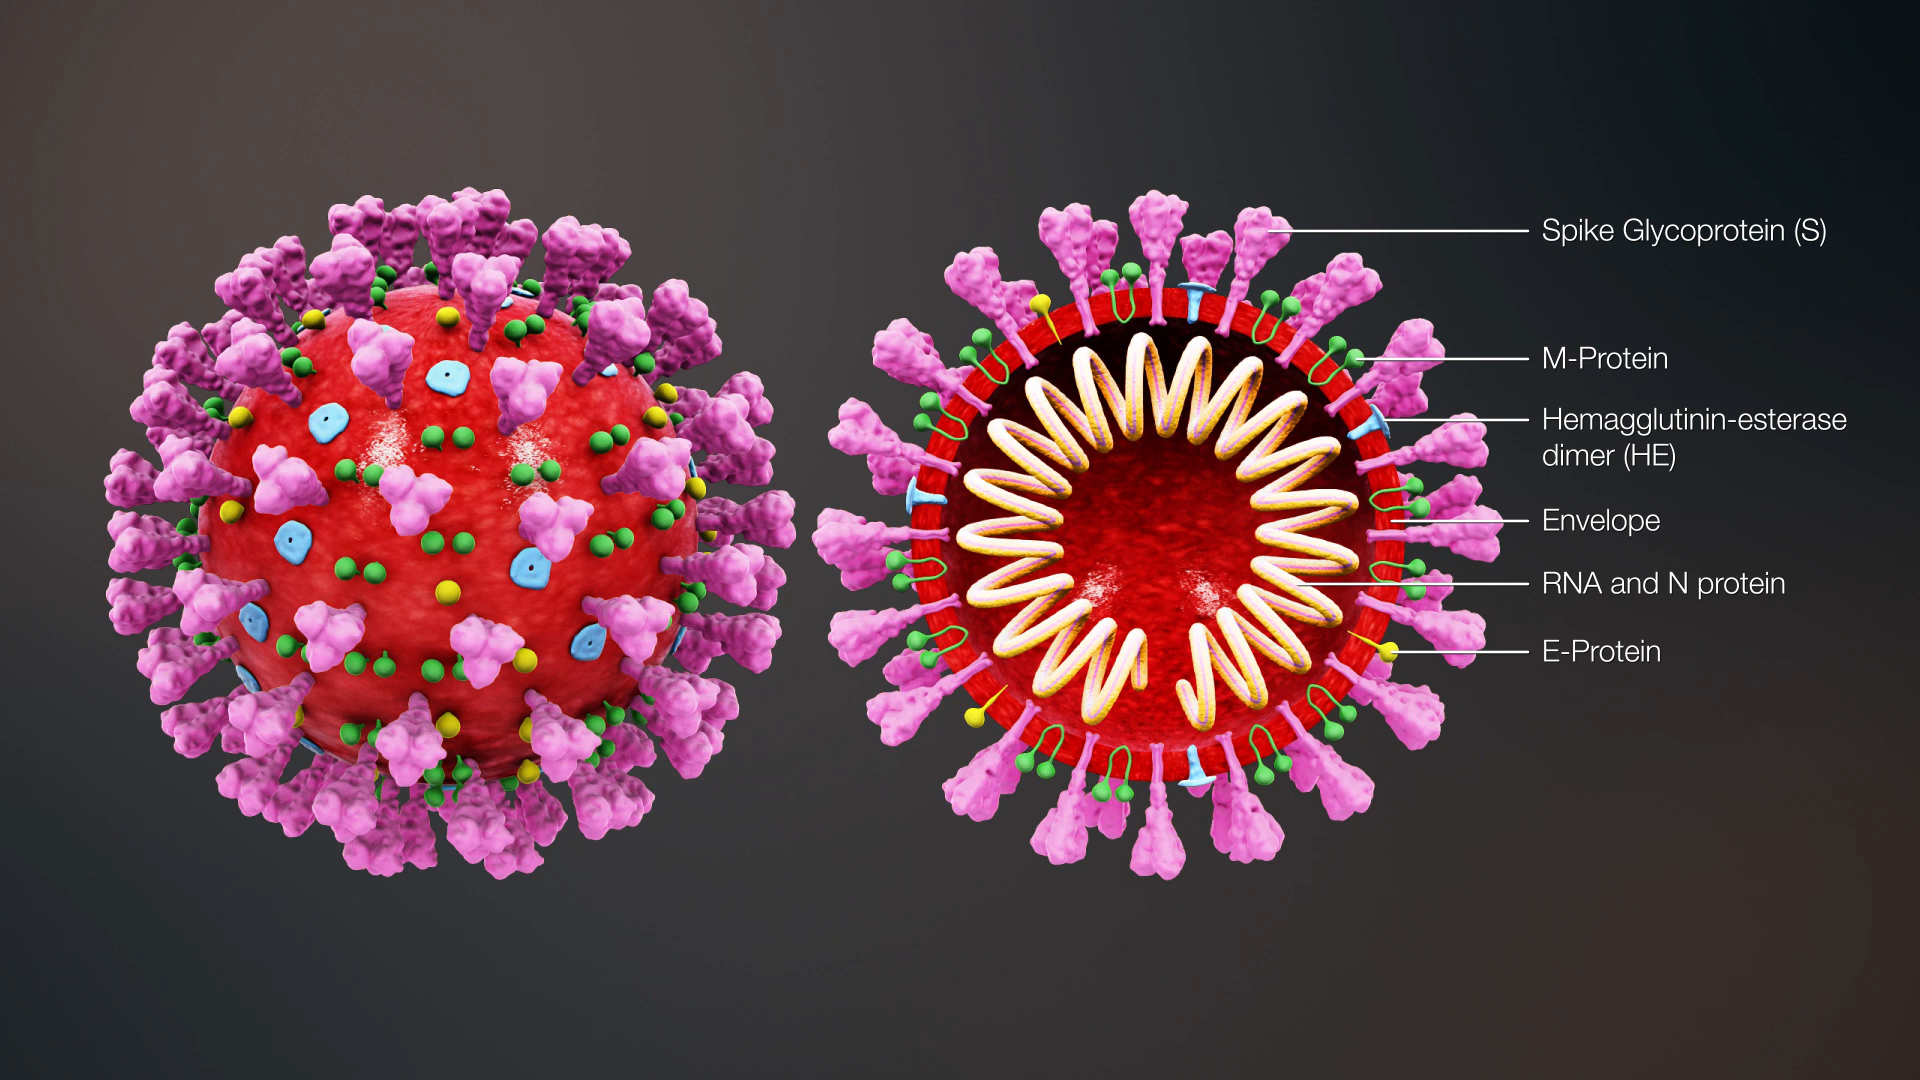 Spike Glycoprotein (S)
M-Protein
Hemagglutinin-esterase
dimer (HE)
Envelope
RNA and N protein
E-Protein